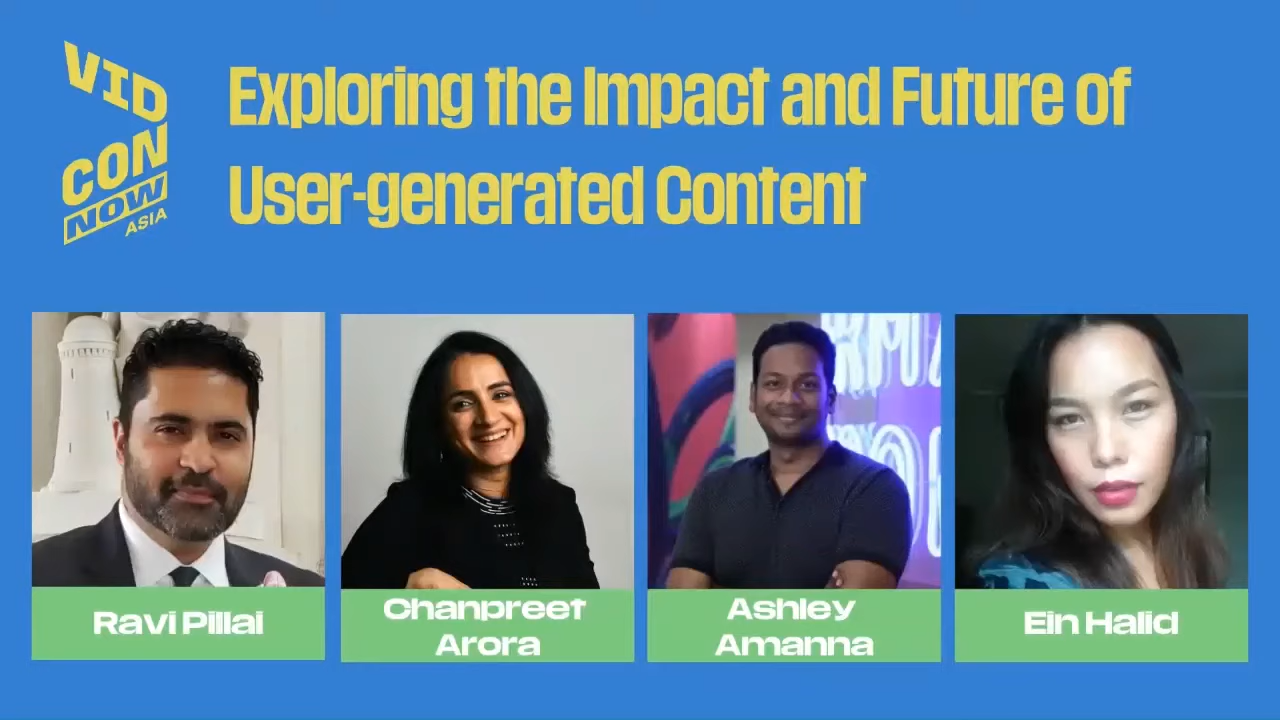 VID
CON
NOW
ASIA
Exploring the Impact and Future of
User-generated Content
Ravi Pillai
Chanpreet
Arora
Ashley
Amanna
Ein Halid